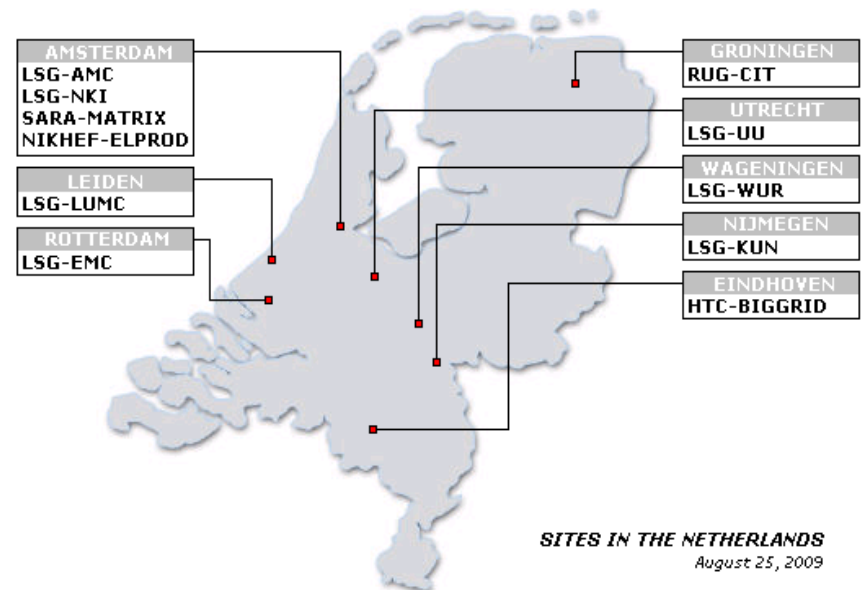 AMSTERDAM
LSG-AMC
LSG-NKI
SARA-MATRIX
NIKHEF-ELPROD
LEIDEN
LSG-LUMC
ROTTERDAM
LSG-EMC
GRONINGEN
RUG-CIT
UTRECHT
LSG-UU
WAGENINGEN
LSG-WUR
NIJMEGEN
LSG-KUN
EINDHOVEN
HTC-BIGGRID
SITES IN THE NETHERLANDS
August 25, 2009